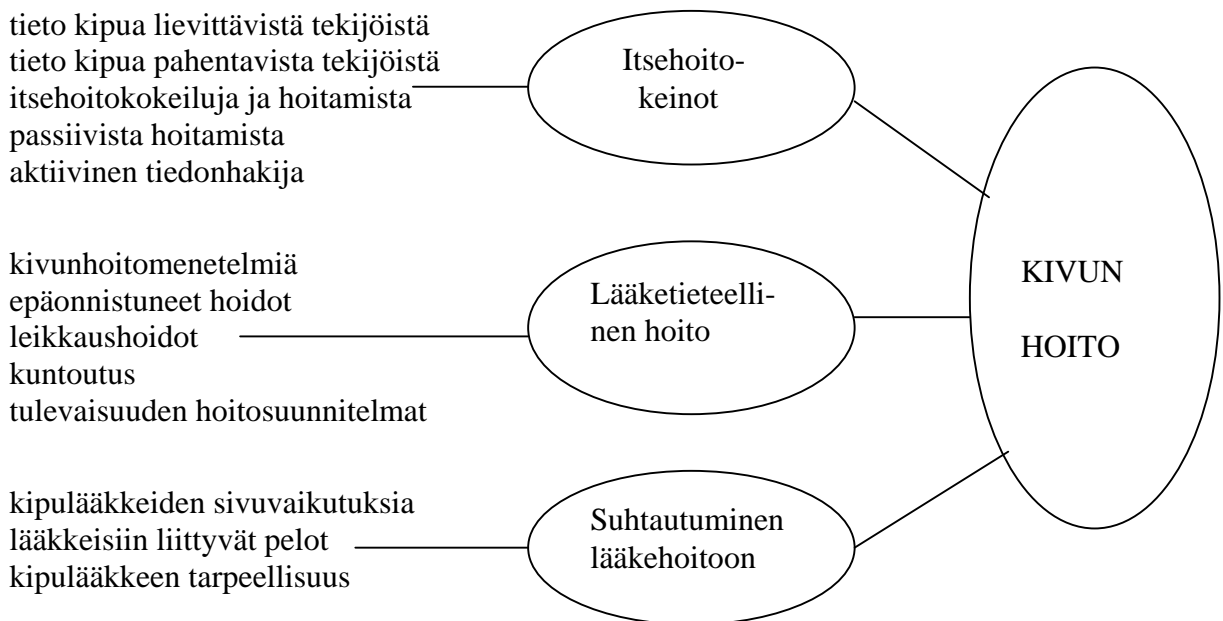 tieto kipua lievittävistä tekijöistä
tieto kipua pahentavista tekijöistä
itsehoitokokeiluja ja hoitamista
passiivista hoitamista
aktiivinen tiedonhakija
Itsehoito-
keinot
kivunhoitomenetelmiä
epäonnistuneet hoidot
leikkaushoidot
kuntoutus
tulevaisuuden hoitosuunnitelmat
Lääketieteelli-
nen hoito
kipulääkkeiden sivuvaikutuksia
lääkkeisiin liittyvät pelot
kipulääkkeen tarpeellisuus
Suhtautuminen
lääkehoitoon
KIVUN
HOITO